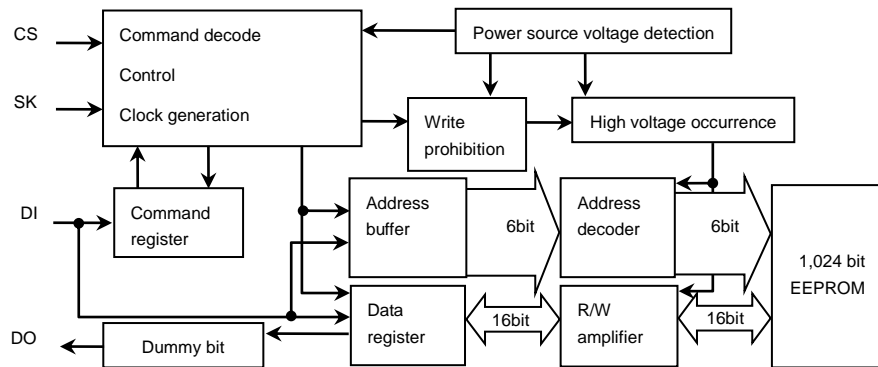 CS
Command decode
Power source voltage detection
Control
SK
Clock generation
Write
prohibition
High voltage occurrence
DI
Command
register
Address
buffer
6bit
Address
decoder
6bit
1,024 bit
EEPROM
Data
register
16bit
R/W
amplifier
16bit
DO
Dummy bit